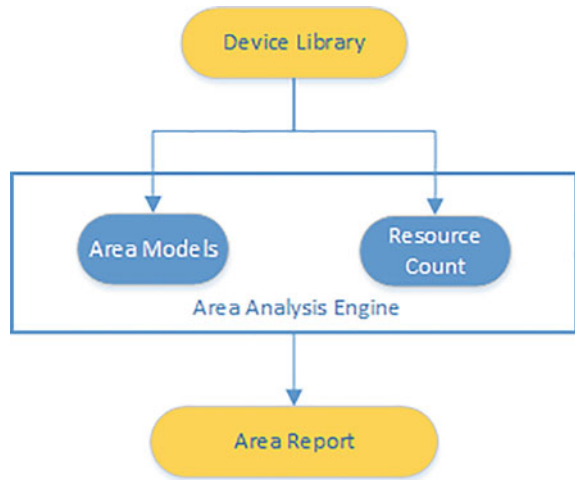 Device Library
Area Models
Resource
Count
Area Analysis Engine
Area Report